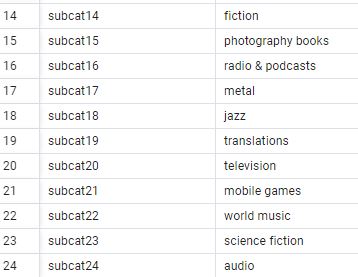 14 subcat14 fiction
15 subcat15 photography books
16 subcat16 radio & podcasts
17 subcat17 metal
18 subcat18 jazz
19 subcat19 translations
20 subcat20 television
21 subcat21 mobile games
22 subcat22 world music
23 subcat23 science fiction
24 subcat24 audio